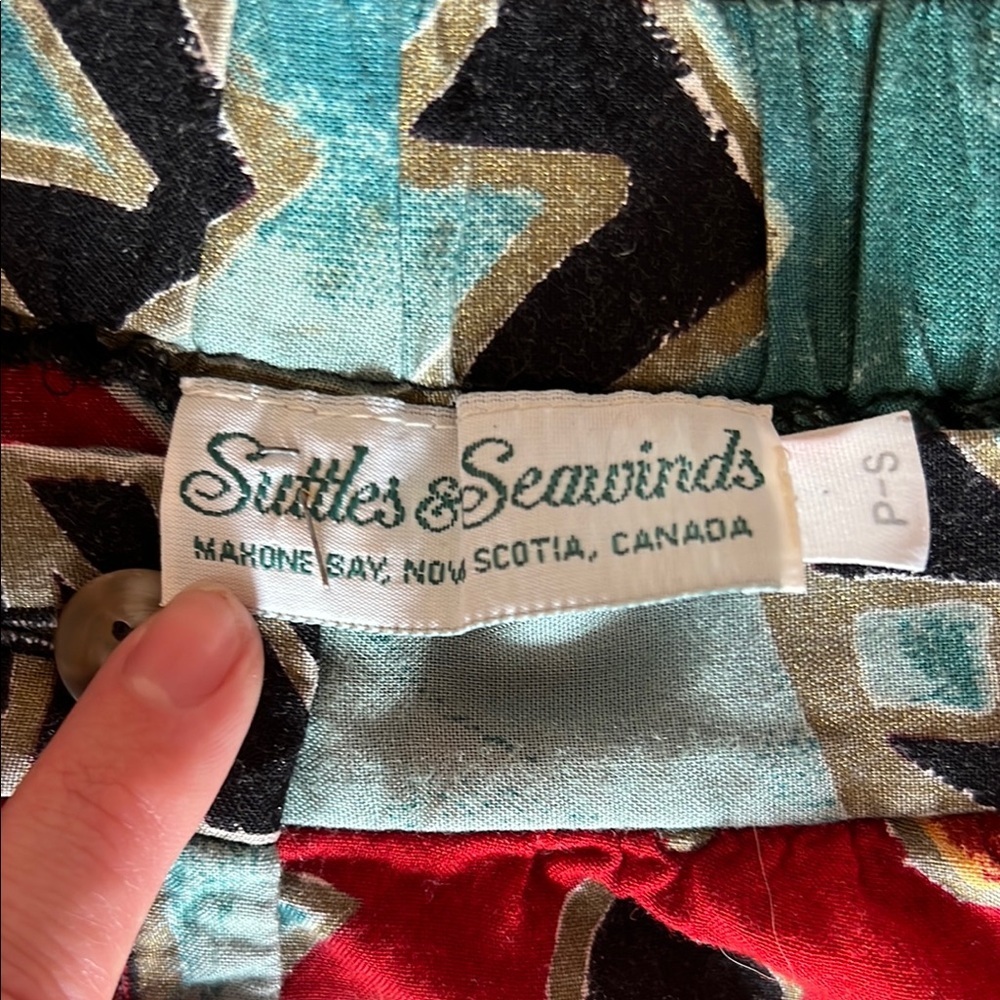 Suttles & Seawinds
MAHONE BAY, NOVA SCOTIA, CANADA
P-S